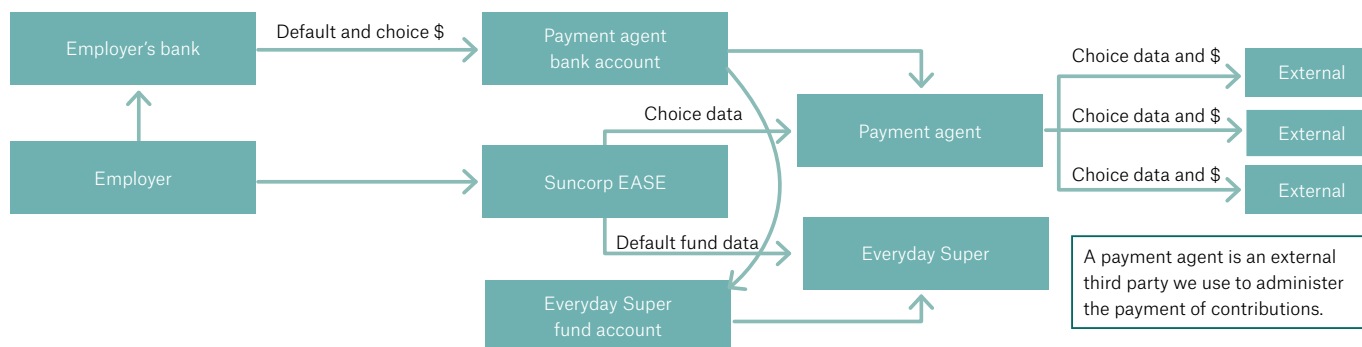 Employer's bank
Default and choice $
Payment agent
bank account
Choice data and $
External
Choice data
Payment agent
Choice data and $
External
Employer
Suncorp EASE
Choice data and $
External
Default fund data
Everyday Super
Everyday Super
fund account
A payment agent is an external
third party we use to administer
the payment of contributions.